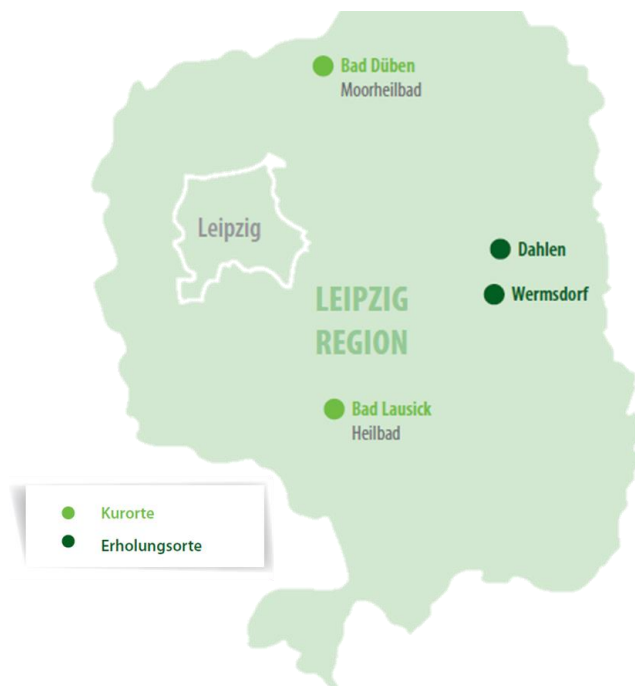 Bad Düben
Moorheilbad
Leipzig
Dahlen
Wermsdorf
LEIPZIG
REGION
Bad Lausick
Heilbad
Kurorte
Erholungsorte